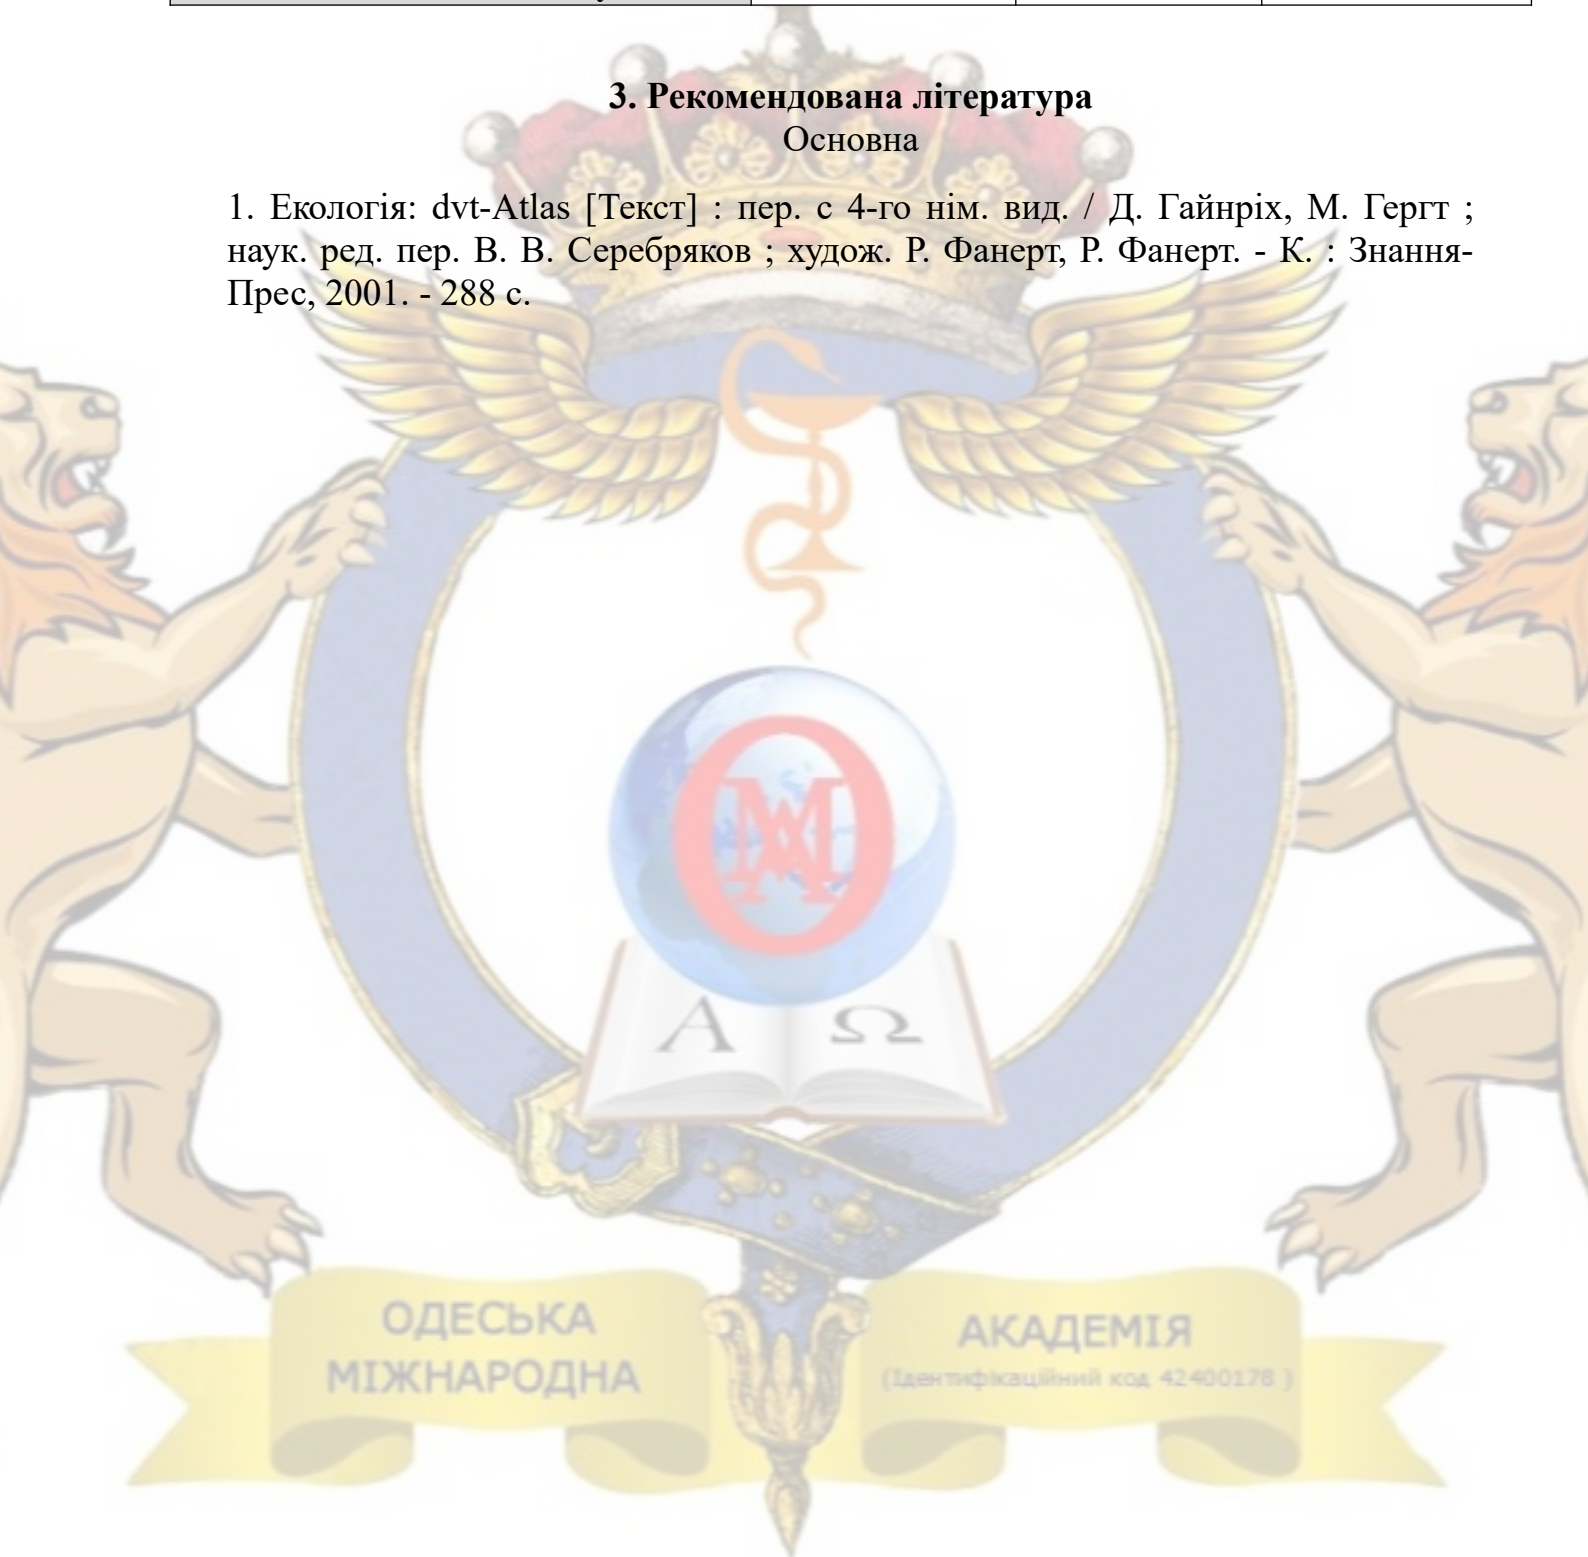 3. Рекомендована література
Основна
1. Екологія: dvt-Atlas [Текст] : пер. с 4-го нім. вид. / Д. Гайнріх, М. Гергт ;
наук. ред. пер. В. В. Серебряков ; худож. Р. Фанерт, Р. Фанерт. - К. : Знання-
Прес, 2001. - 288 с.
ОМА
Α Ω
ОДЕСЬКА
МІЖНАРОДНА
АКАДЕМІЯ
(Ідентифікаційний код 42400178 )